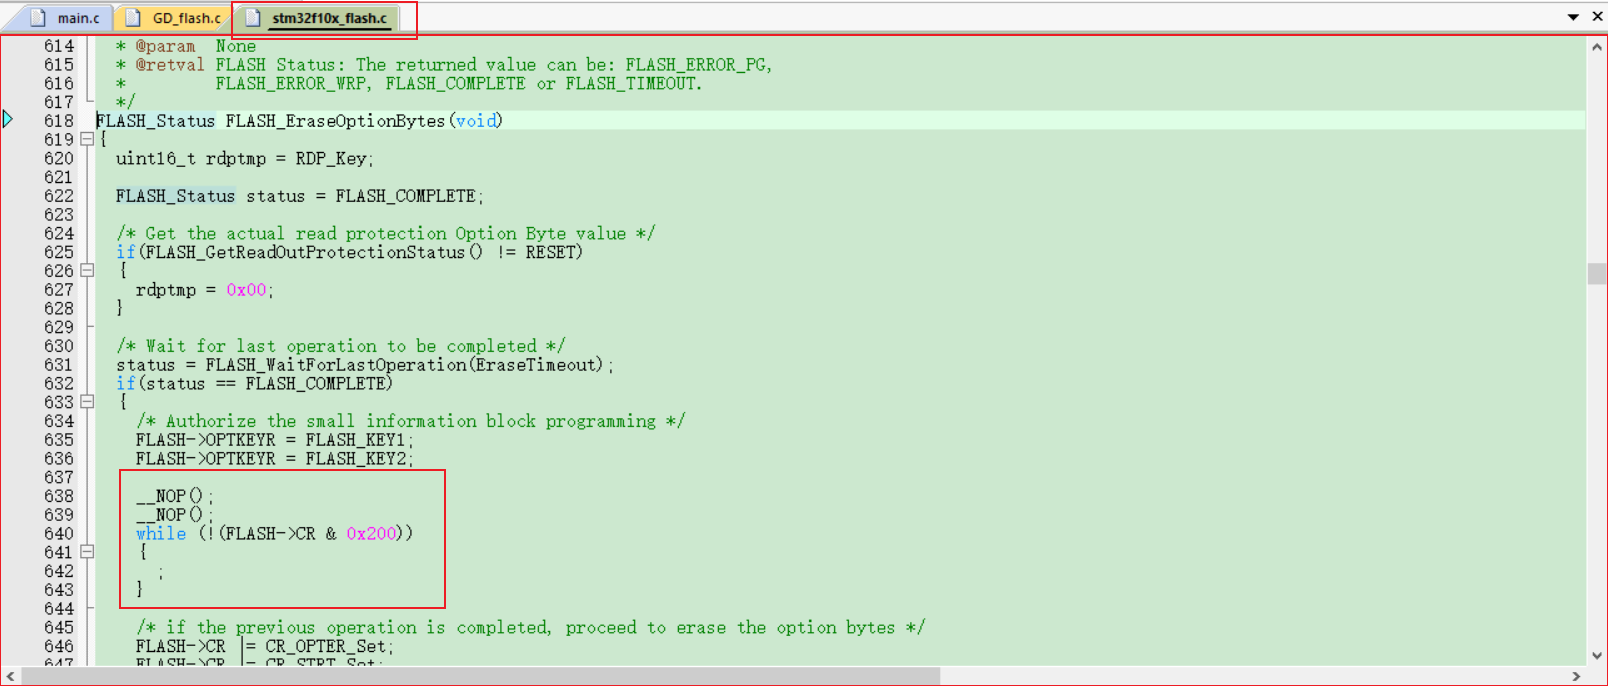 main.c GD_flash.c stm32f10x_flash.c
614 * @param None
615 * @retval FLASH Status: The returned value can be: FLASH_ERROR_PG,
616 * FLASH_ERROR_WRP, FLASH_COMPLETE or FLASH_TIMEOUT.
617 */
618 FLASH_Status FLASH_EraseOptionBytes(void)
619 {
620 uint16_t rdptmp = RDP_Key;
621
622 FLASH_Status status = FLASH_COMPLETE;
623
624 /* Get the actual read protection Option Byte value */
625 if(FLASH_GetReadOutProtectionStatus() != RESET)
626 {
627 rdptmp = 0x00;
628 }
629
630 /* Wait for last operation to be completed */
631 status = FLASH_WaitForLastOperation(EraseTimeout);
632 if(status == FLASH_COMPLETE)
633 {
634 /* Authorize the small information block programming */
635 FLASH->OPTKEYR = FLASH_KEY1;
636 FLASH->OPTKEYR = FLASH_KEY2;
637
638 __NOP();
639 __NOP();
640 while (!(FLASH->CR & 0x200))
641 {
642 ;
643 }
644
645 /* if the previous operation is completed, proceed to erase the option bytes */
646 FLASH->CR |= CR_OPTER_Set;
647 FLASH->CR |= CR_STRT_Set;